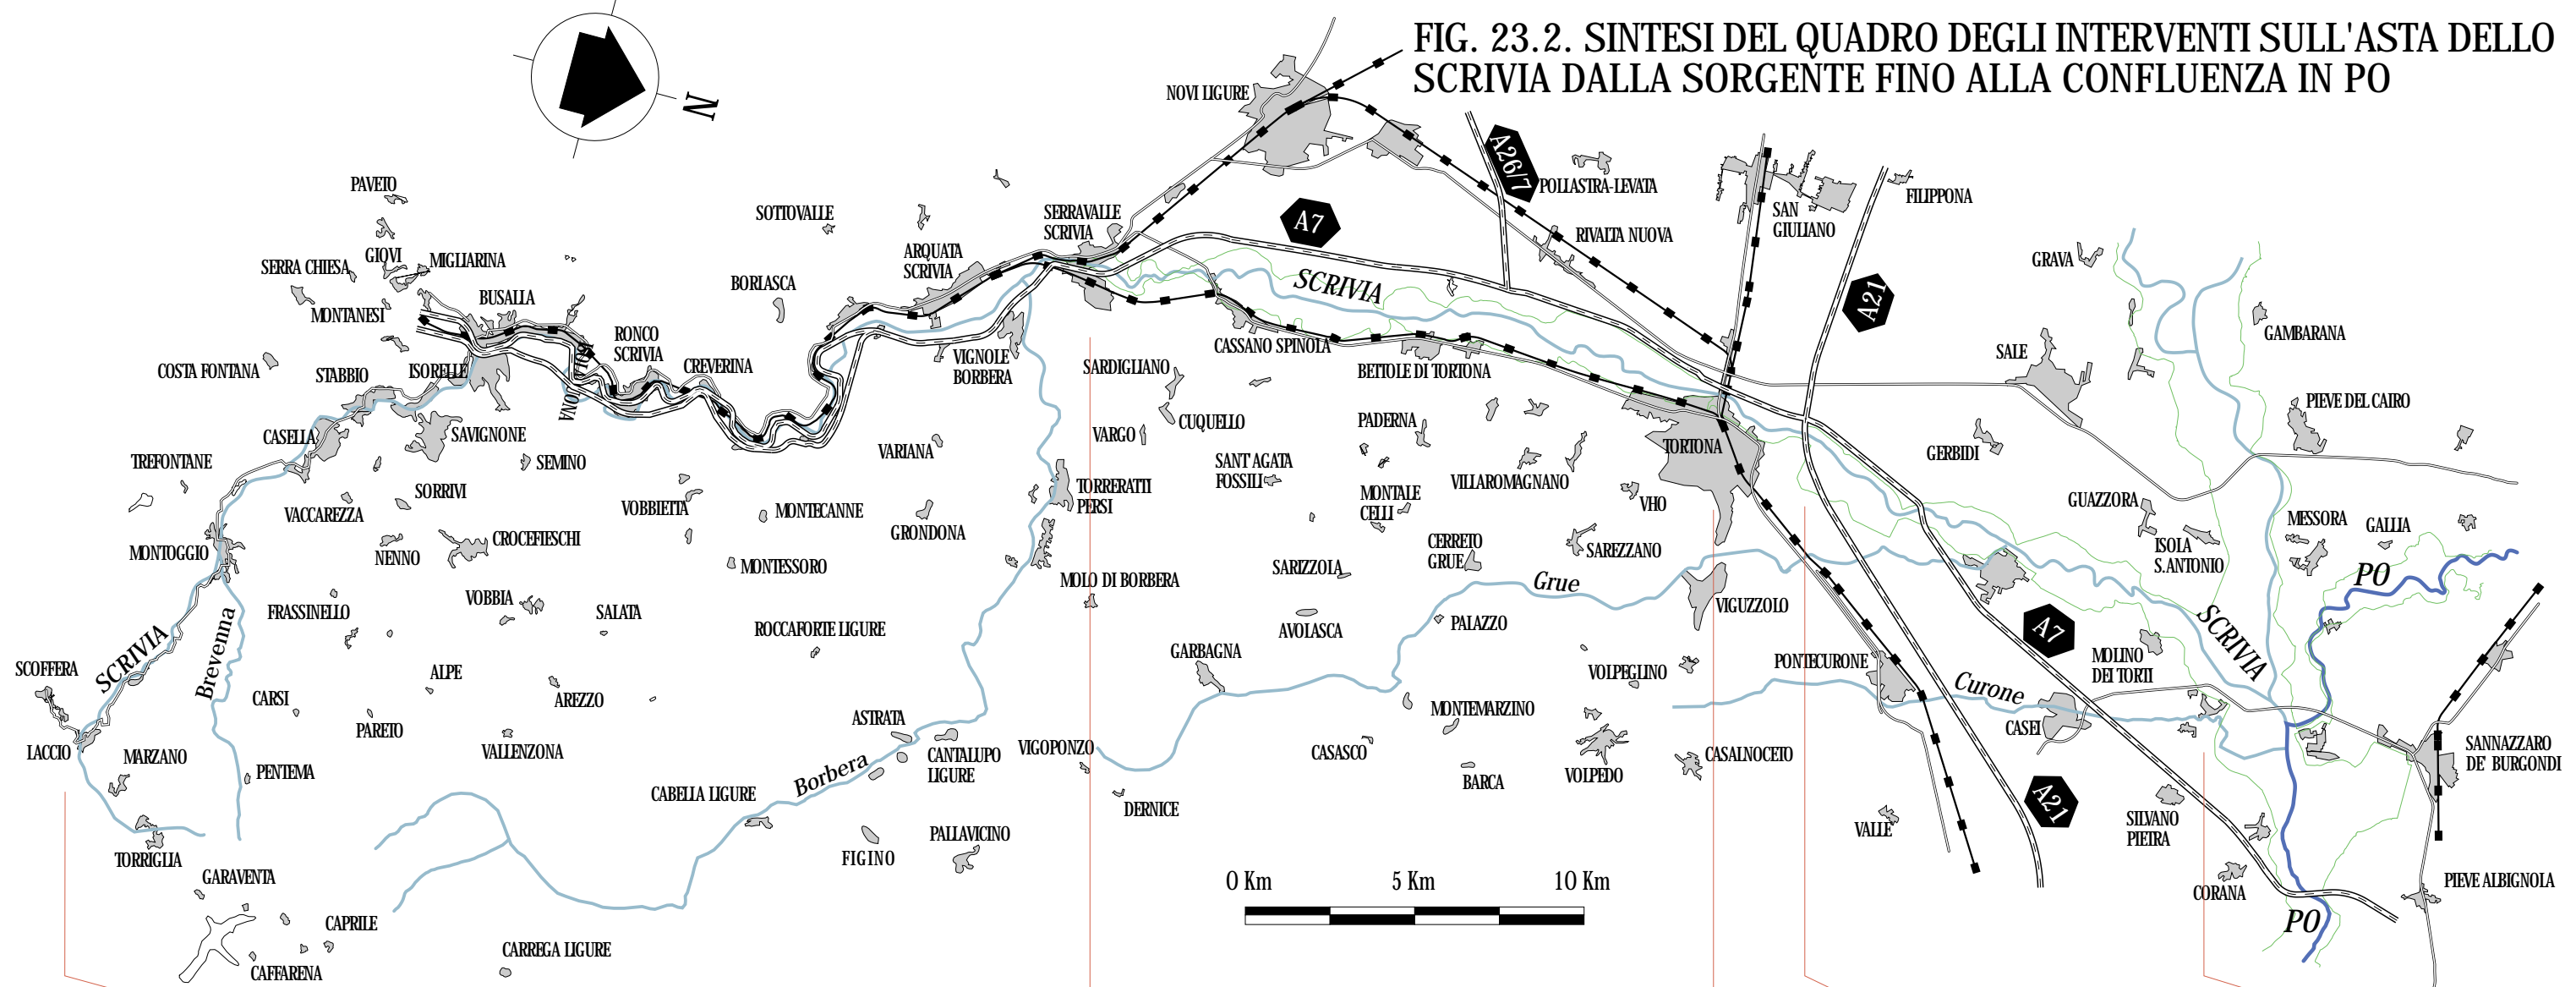 FIG. 23.2. SINTESI DEL QUADRO DEGLI INTERVENTI SULL'ASTA DELLO
SCRIVIA DALLA SORGENTE FINO ALLA CONFLUENZA IN PO
N
NOVI LIGURE
A26/7
POLLASTRA-LEVATA
PAVETO
SOTTOVALLE
SERRAVALLE
SCRIVIA
A7
SAN
GIULIANO
FILIPPONA
RIVALTA NUOVA
GIOVI
MIGLIARINA
SERRA CHIESA
ARQUATA
SCRIVIA
GRAVA
BORLASCA
SCRIVIA
A21
BUSALLA
MONTANESI
GAMBARANA
RONCO
SCRIVIA
CREVERINA
VIGNOLE
BORBERA
CASSANO SPINOLA
SALE
COSTA FONTANA
STABBIO
ISORELLE
SARDIGLIANO
BETTOLE DI TORTONA
PIEVE DEL CAIRO
CASELLA
SAVIGNONE
CUQUELLO
VARGO
PADERNA
TORTONA
GERBIDI
TREFONTANE
SEMINO
VARIANA
SANT'AGATA
FOSSILI
VILLAROMAGNANO
SORRIVI
VACCAREZZA
VOBBIETTA
MONTECANNE
TORRERATTI
PERSI
MONTALE
CELLI
VHO
GUAZZORA
MESSORA
GALLIA
GRONDONA
MONTOGGIO
NENNO
CROCEFIESCHI
CERRETO
GRUE
SAREZZANO
ISOLA
S.ANTONIO
MONTESSORO
MOLO DI BORBERA
SARIZZOLA
Grue
PO
FRASSINELLO
VOBBIA
SALATA
VIGUZZOLO
ROCCAFORTE LIGURE
AVOLASCA
PALAZZO
A7
SCRIVIA
SCRIVIA
Brevenna
GARBAGNA
SCOFFERA
ALPE
VOLPEGLINO
PONTECURONE
MOLINO
DEI TORTI
CARSI
AREZZO
Curone
PARETO
ASTRATA
MONTEMARZINO
CASEI
LACCIO
MARZANO
VALLENZONA
CANTALUPO
LIGURE
VIGOPONZO
CASASCO
CASALNOCETO
SANNAZZARO
DE' BURGONDI
PENTEMA
Borbera
BARCA
VOLPEDO
CABELLA LIGURE
DERNICE
A21
TORRIGLIA
FIGINO
PALLAVICINO
VALLE
SILVANO
PIETRA
GARAVENTA
0 Km
5 Km
10 Km
CORANA
PIEVE ALBIGNOLA
CAPRILE
PO
CARREGA LIGURE
CAFFARENA